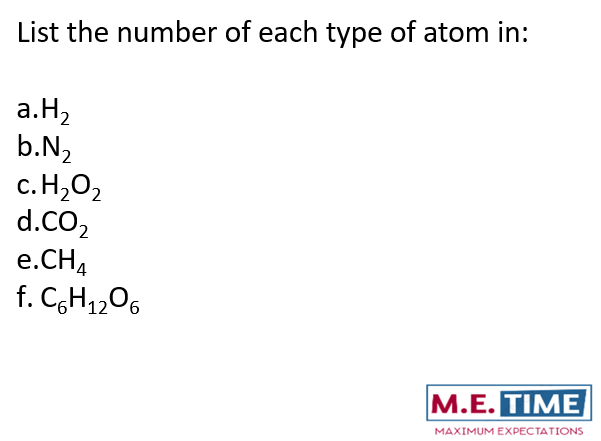 List the number of each type of atom in:
a.H₂
b.N₂
c.H₂O₂
d.CO₂
e.CH₄
f. C₆H₁₂O₆
M.E. TIME
MAXIMUM EXPECTATIONS